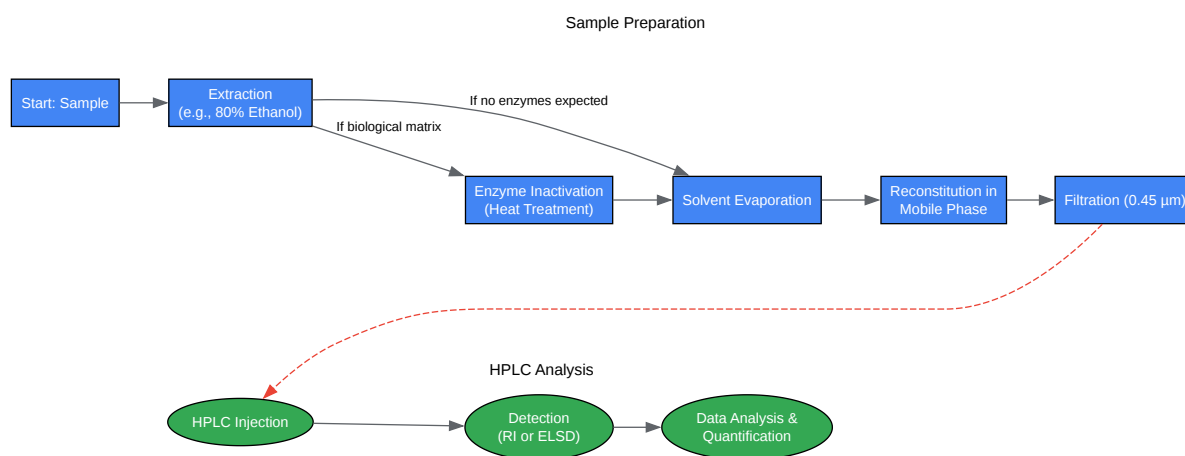 Sample Preparation
Start: Sample
Extraction
(e.g., 80% Ethanol)
If no enzymes expected
If biological matrix
Enzyme Inactivation
(Heat Treatment)
Solvent Evaporation
Reconstitution in
Mobile Phase
Filtration (0.45 µm)
HPLC Analysis
HPLC Injection
Detection
(RI or ELSD)
Data Analysis &
Quantification